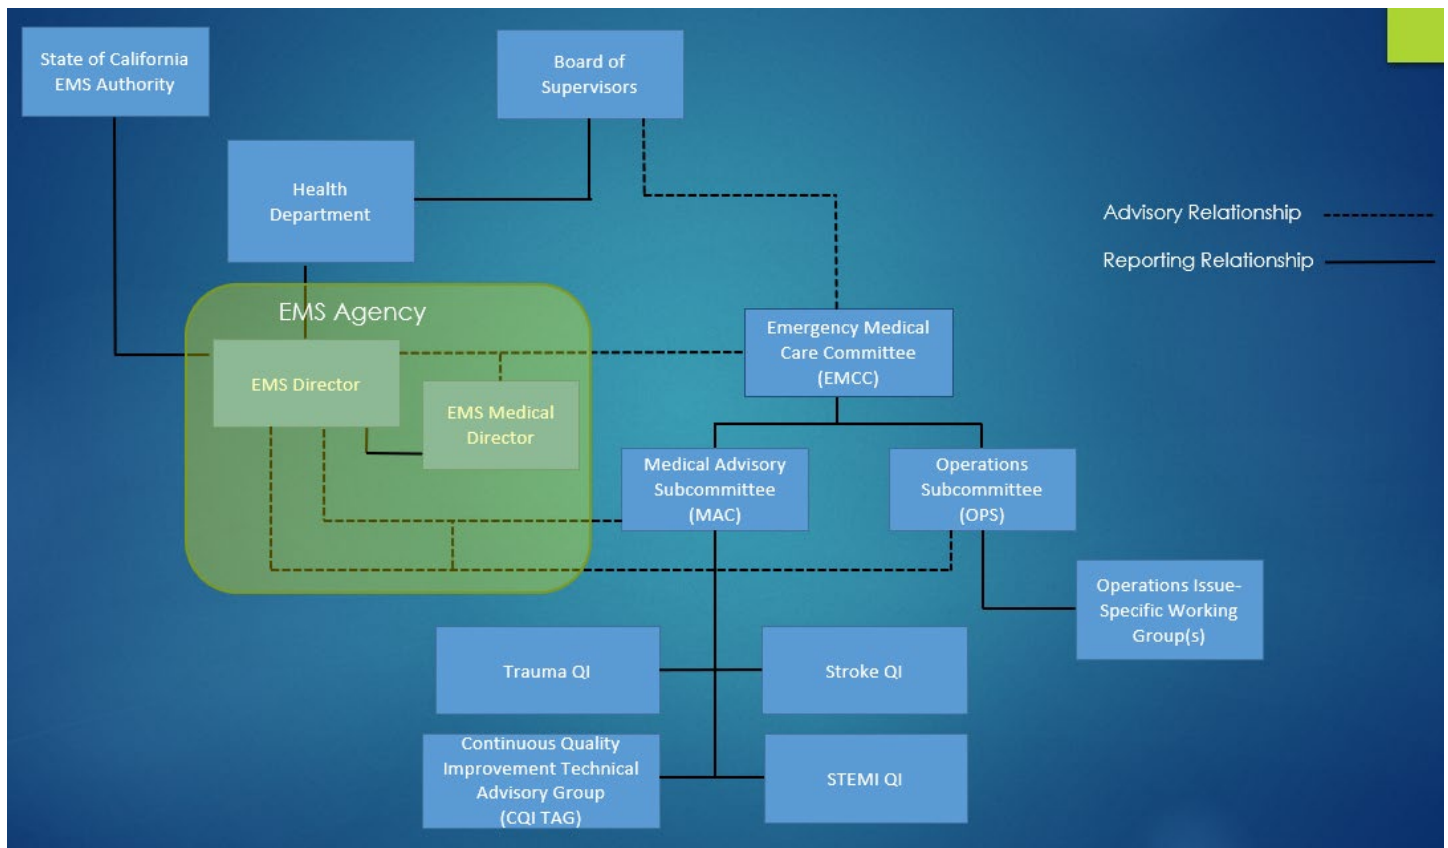 State of California
EMS Authority
Board of
Supervisors
Health
Department
Advisory Relationship
Reporting Relationship
EMS Agency
EMS Director
EMS Medical
Director
Emergency Medical
Care Committee
(EMCC)
Medical Advisory
Subcommittee
(MAC)
Operations
Subcommittee
(OPS)
Operations Issue-
Specific Working
Group(s)
Trauma QI
Stroke QI
Continuous Quality
Improvement Technical
Advisory Group
(CQI TAG)
STEMI QI